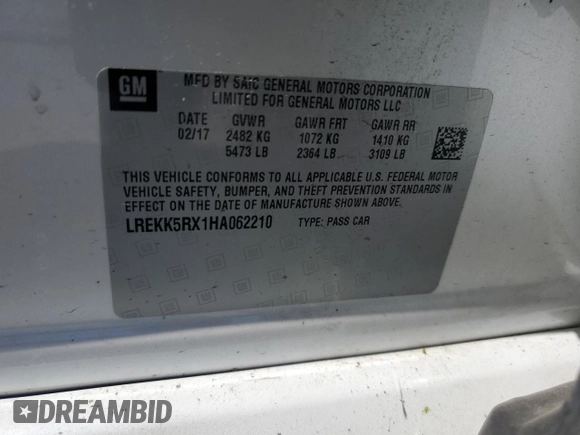 GM
MFD BY SAIC GENERAL MOTORS CORPORATION
LIMITED FOR GENERAL MOTORS LLC
DATE GVWR GAWR FRT GAWR RR
02/17 2482 KG 1072 KG 1410 KG
5473 LB 2364 LB 3109 LB
THIS VEHICLE CONFORMS TO ALL APPLICABLE U.S. FEDERAL MOTOR
VEHICLE SAFETY, BUMPER, AND THEFT PREVENTION STANDARDS IN
EFFECT ON THE DATE OF MANUFACTURE SHOWN ABOVE.
LREKK5RX1HA062210 TYPE: PASS CAR
DREAMBID